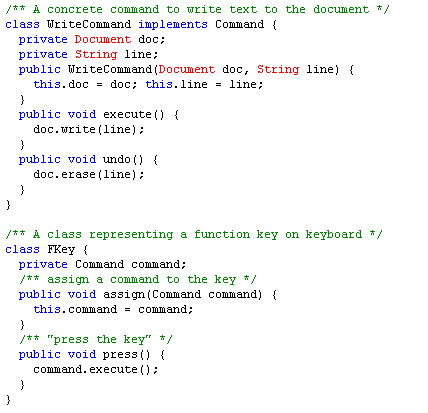 /** A concrete command to write text to the document */
class WriteCommand implements Command {
  private Document doc;
  private String line;
  public WriteCommand(Document doc, String line) {
    this.doc = doc; this.line = line;
  }
  public void execute() {
    doc.write(line);
  }
  public void undo() {
    doc.erase(line);
  }
}

/** A class representing a function key on keyboard */
class FKey {
  private Command command;
  /** assign a command to the key */
  public void assign(Command command) {
    this.command = command;
  }
  /** "press the key" */
  public void press() {
    command.execute();
  }
}